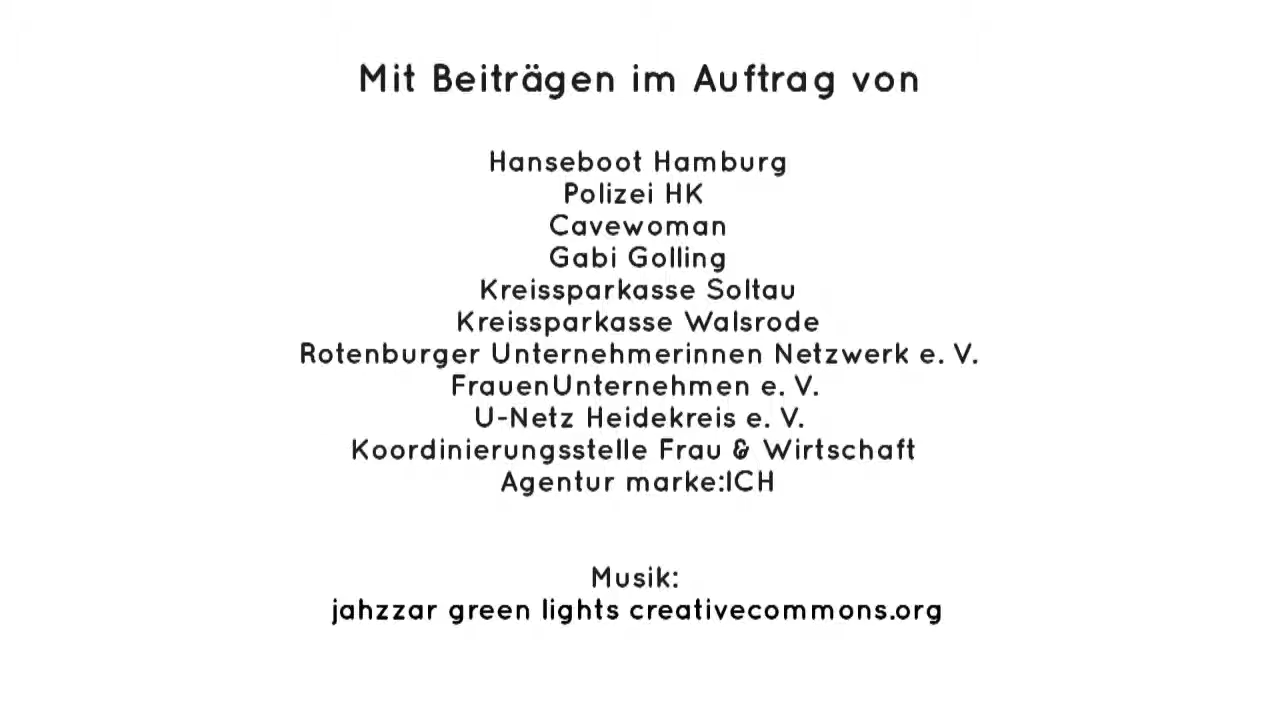 Mit Beiträgen im Auftrag von
Hanseboot Hamburg
Polizei HK
Cavewoman
Gabi Golling
Kreissparkasse Soltau
Kreissparkasse Walsrode
Rotenburger Unternehmerinnen Netzwerk e. V.
FrauenUnternehmen e. V.
U-Netz Heidekreis e. V.
Koordinierungsstelle Frau & Wirtschaft
Agentur marke:ICH
Musik:
jahzzar green lights creativecommons.org